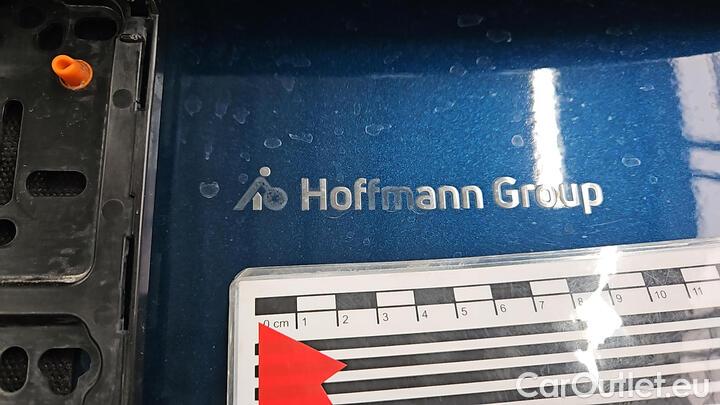 Hoffmann Group
0 cm 1 2 3 4 5 6 7 8 9 10 11
CarOutlet.eu